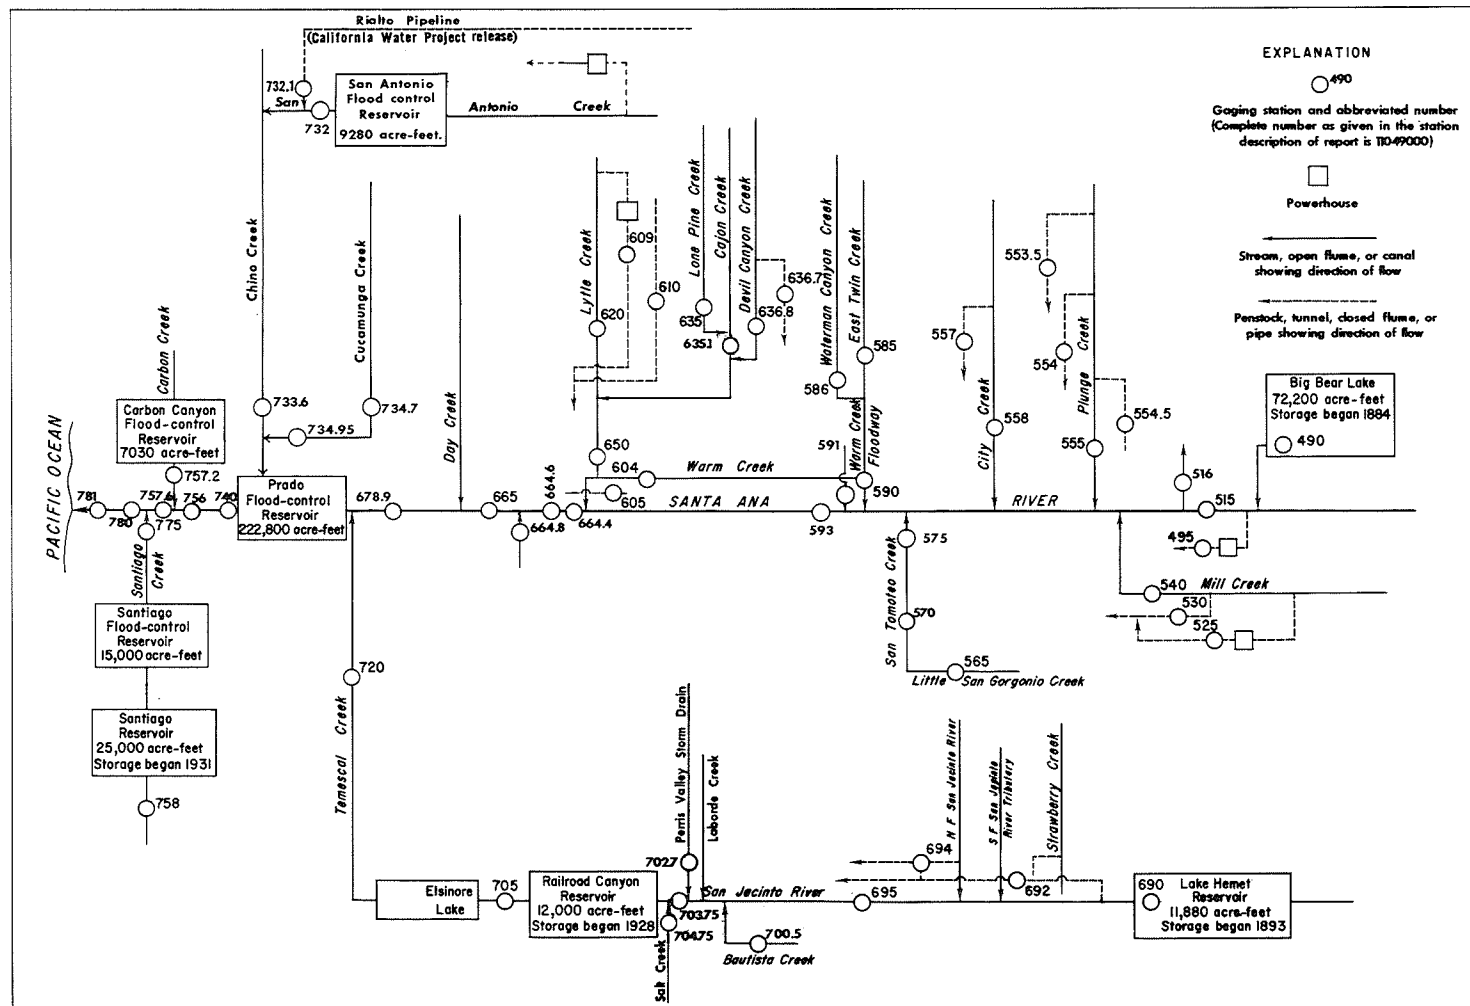 Rialto Pipeline
(California Water Project release)
732.1
San
732
San Antonio
Flood control
Reservoir
9280 acre-feet.
Antonio Creek
EXPLANATION
490
Gaging station and abbreviated number
(Complete number as given in the station
description of report is 11049000)
Powerhouse
Stream, open flume, or canal
showing direction of flow
Penstock, tunnel, closed flume, or
pipe showing direction of flow
Big Bear Lake
72,200 acre-feet
Storage began 1884
490
Chino Creek
733.6
Cucamunga Creek
734.7
734.95
Carbon Creek
Carbon Canyon
Flood-control
Reservoir
7030 acre-feet
757.2
Day Creek
Lytle Creek
609
610
620
650
Lone Pine Creek
635
Cajon Creek
635.1
Devil Canyon Creek
636.7
636.8
Waterman Canyon Creek
586
East Twin Creek
585
591
Warm Creek
Floodway
590
604
Warm Creek
605
City Creek
557
558
Plunge Creek
553.5
554
554.5
555
516
515
PACIFIC OCEAN
781
780
757.6
775
756
740
Prado
Flood-control
Reservoir
222,800 acre-feet
678.9
665
664.6
664.8
664.4
SANTA ANA RIVER
593
495
540
Mill Creek
530
525
San Tomoteo Creek
575
570
565
Little San Gorgonio Creek
Santiago
Creek
Santiago
Flood-control
Reservoir
15,000 acre-feet
Santiago
Reservoir
25,000 acre-feet
Storage began 1931
758
Temescal Creek
720
Elsinore
Lake
705
Railroad Canyon
Reservoir
12,000 acre-feet
Storage began 1928
Perris Valley Storm Drain
Laborde Creek
702.7
703.75
704.75
Salt Creek
San Jacinto River
700.5
Bautista Creek
695
694
692
N F San Jacinto River
S F San Jacinto
River Tributary
Strawberry Creek
690
Lake Hemet
Reservoir
11,880 acre-feet
Storage began 1893